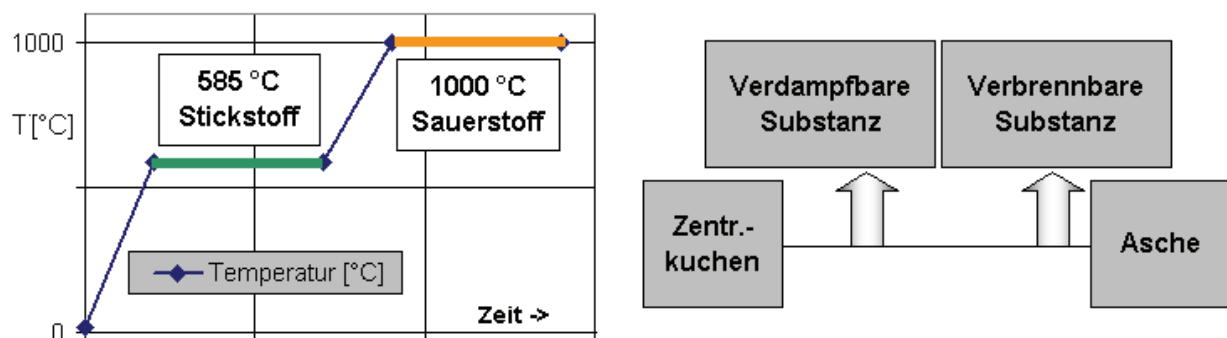 1000
T[°C]
0
585 °C
Stickstoff
1000 °C
Sauerstoff
Temperatur [°C]
Zeit ->
Verdampfbare
Substanz
Verbrennbare
Substanz
Zentr.-
kuchen
Asche